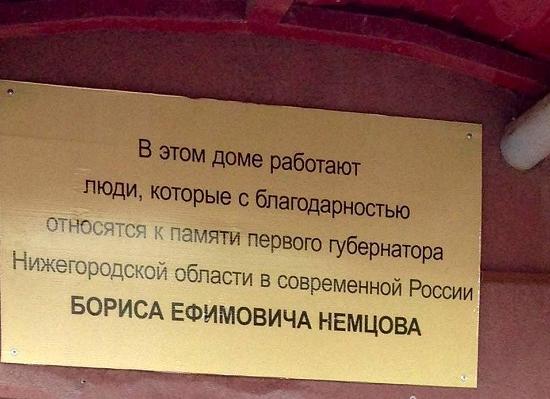 В этом доме работают
люди, которые с благодарностью
относятся к памяти первого губернатора
Нижегородской области в современной России
БОРИСА ЕФИМОВИЧА НЕМЦОВА